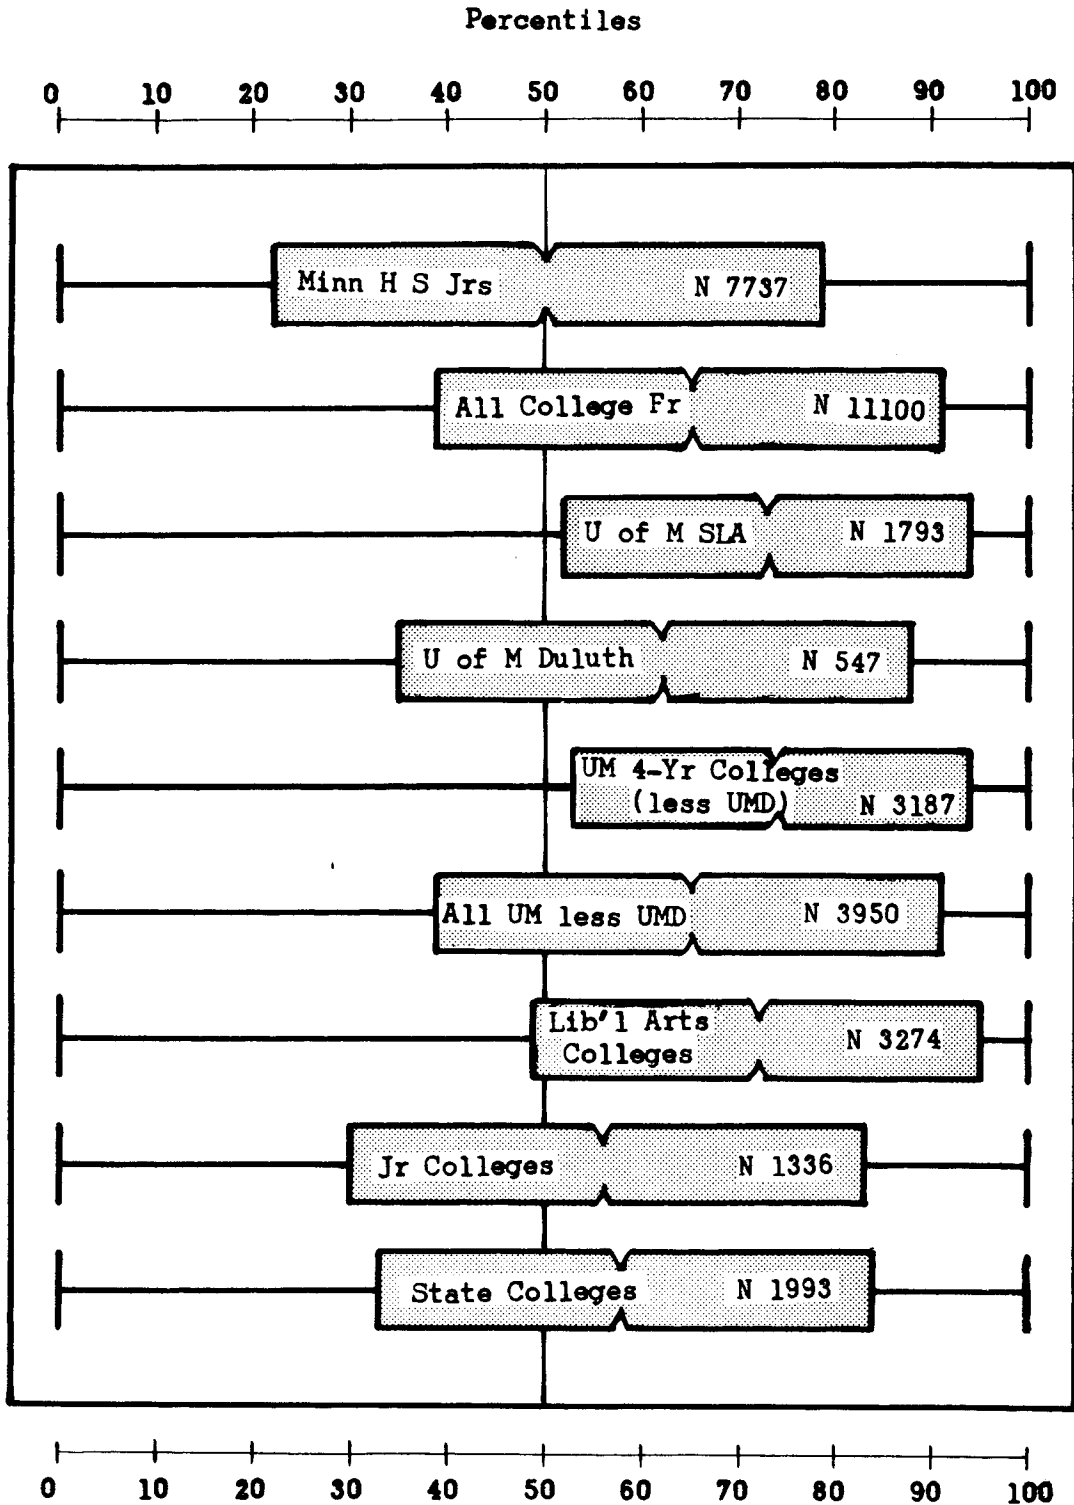 Percentiles
0 10 20 30 40 50 60 70 80 90 100
Minn H S Jrs N 7737
All College Fr N 11100
U of M SLA N 1793
U of M Duluth N 547
UM 4-Yr Colleges
(less UMD) N 3187
All UM less UMD N 3950
Lib'l Arts
Colleges N 3274
Jr Colleges N 1336
State Colleges N 1993
0 10 20 30 40 50 60 70 80 90 100